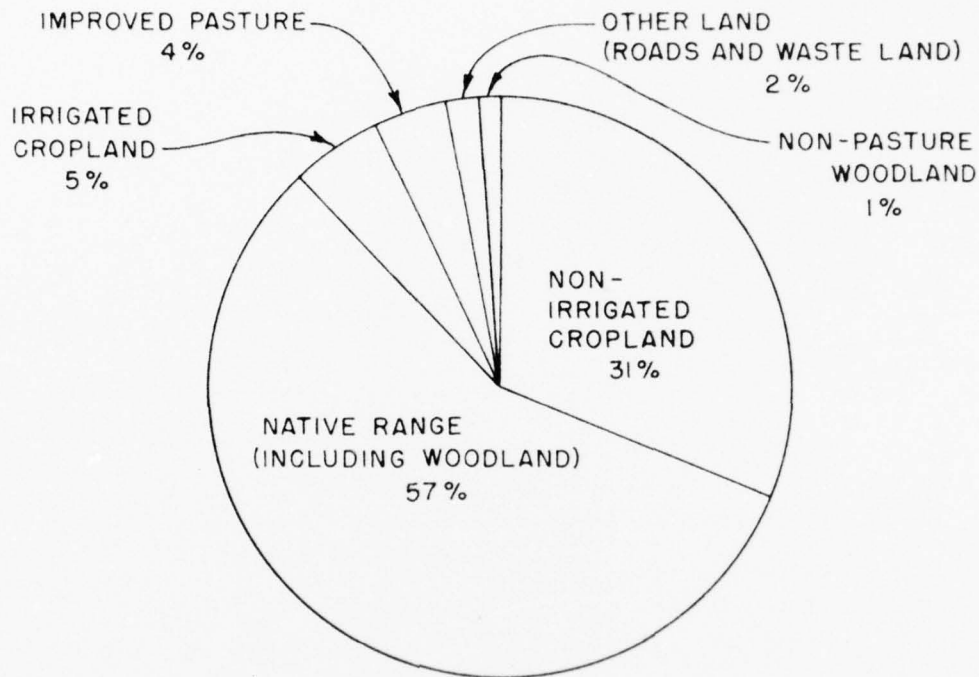 IMPROVED PASTURE
4%
OTHER LAND
(ROADS AND WASTE LAND)
2%
IRRIGATED
CROPLAND
5%
NON-PASTURE
WOODLAND
1%
NON-
IRRIGATED
CROPLAND
31%
NATIVE RANGE
(INCLUDING WOODLAND)
57%